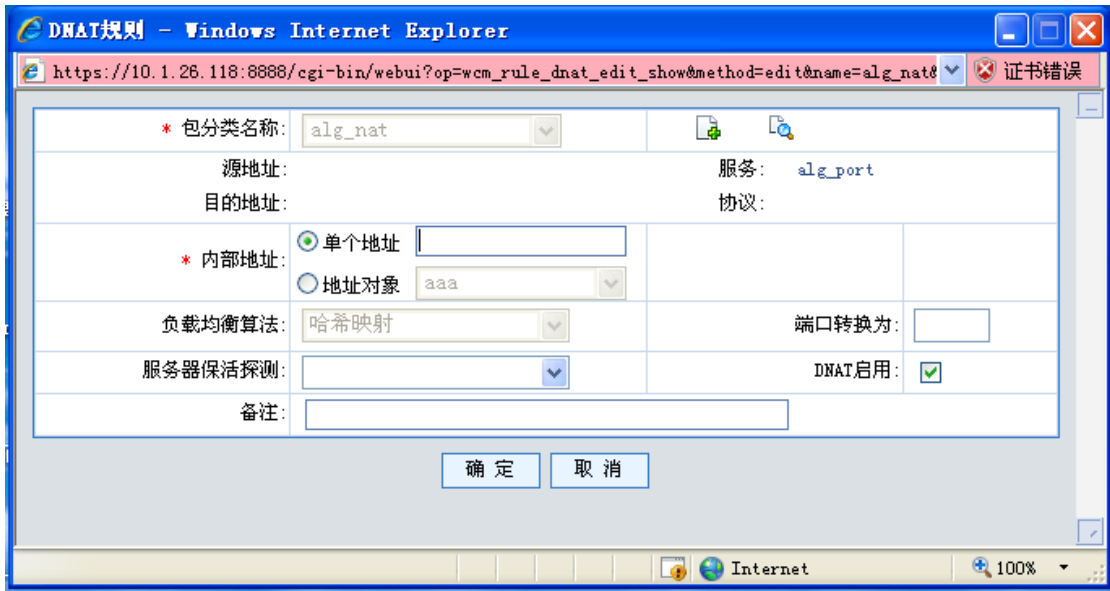 DNAT规则 - Windows Internet Explorer
https://10.1.26.118:8888/cgi-bin/webui?op=wcm_rule_dnat_edit_show&method=edit&name=alg_nat& 证书错误
* 包分类名称: alg_nat
源地址: 服务: alg_port
目的地址: 协议:
* 内部地址: 单个地址
地址对象 aaa
负载均衡算法: 哈希映射 端口转换为:
服务器保活探测: DNAT启用:
备注:
确 定 取 消
Internet 100%